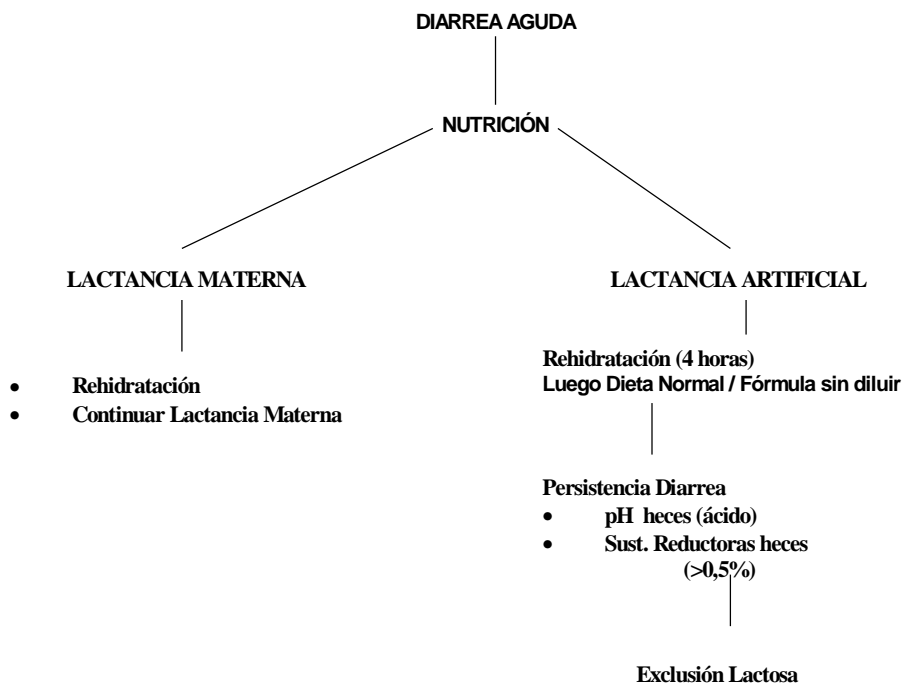 DIARREA AGUDA
NUTRICIÓN
LACTANCIA MATERNA
• Rehidratación
• Continuar Lactancia Materna
LACTANCIA ARTIFICIAL
Rehidratación (4 horas)
Luego Dieta Normal / Fórmula sin diluir
Persistencia Diarrea
• pH heces (ácido)
• Sust. Reductoras heces
(>0,5%)
Exclusión Lactosa